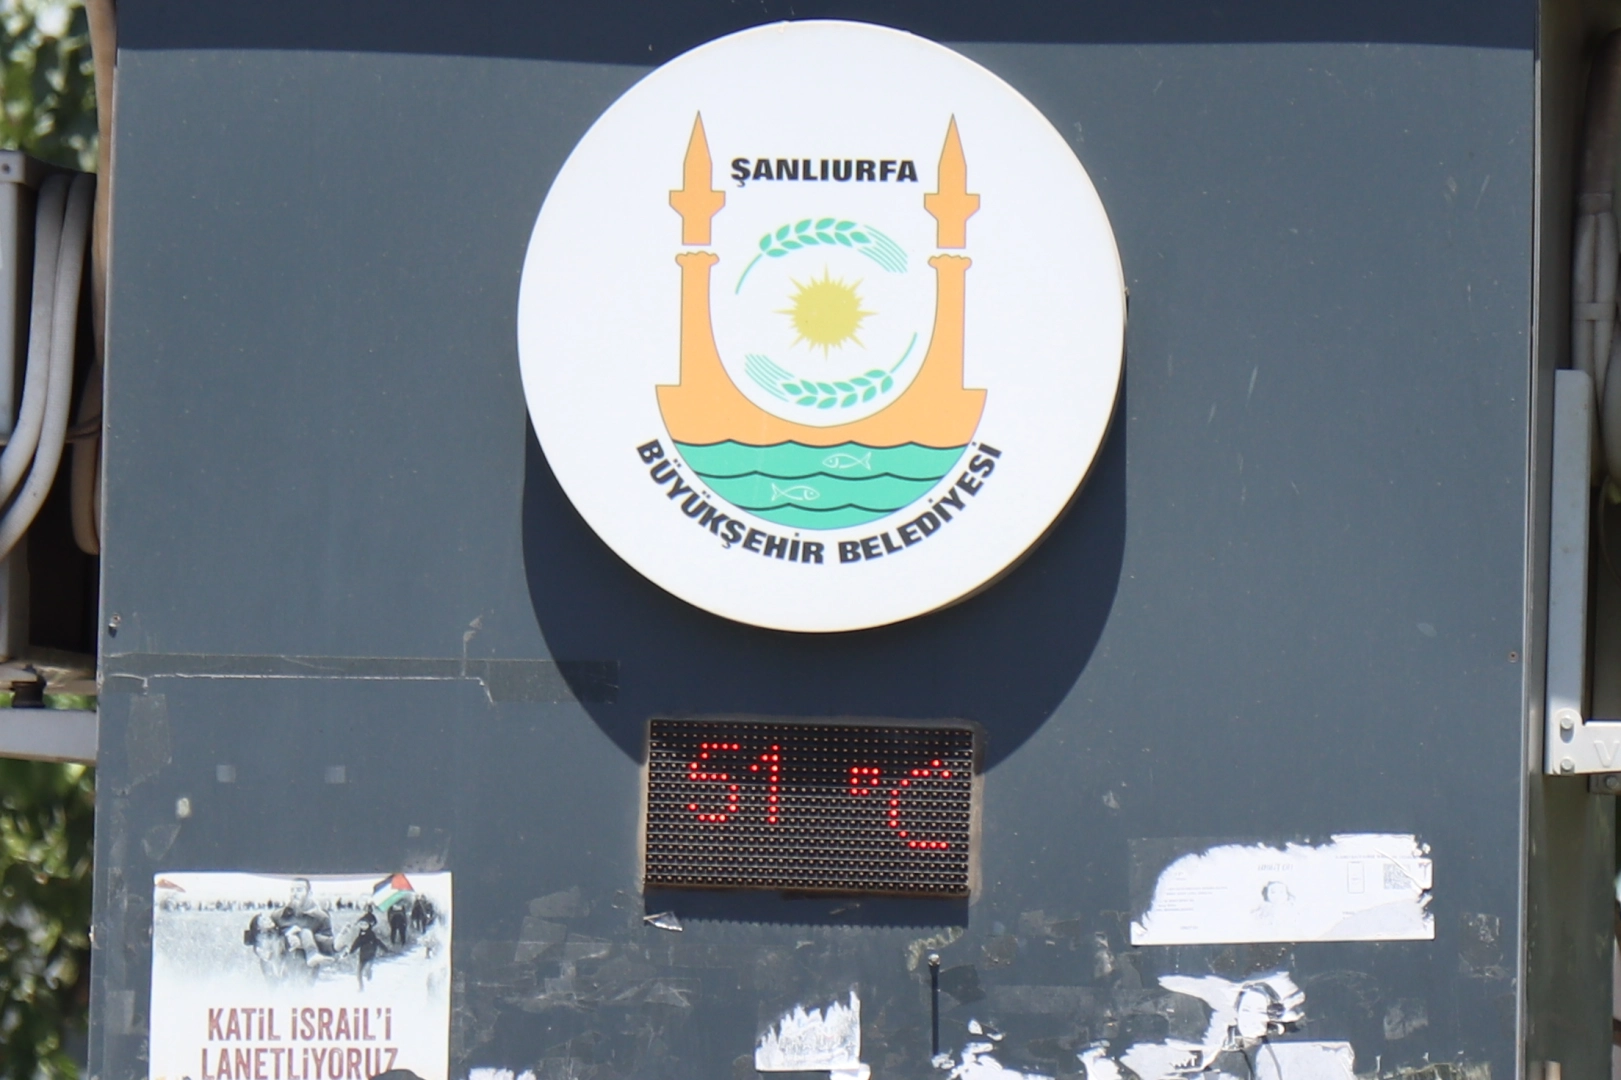 ŞANLIURFA
BÜYÜKŞEHİR BELEDİYESİ
51 °C
KATİL İSRAİL'İ
LANETLİYORUZ